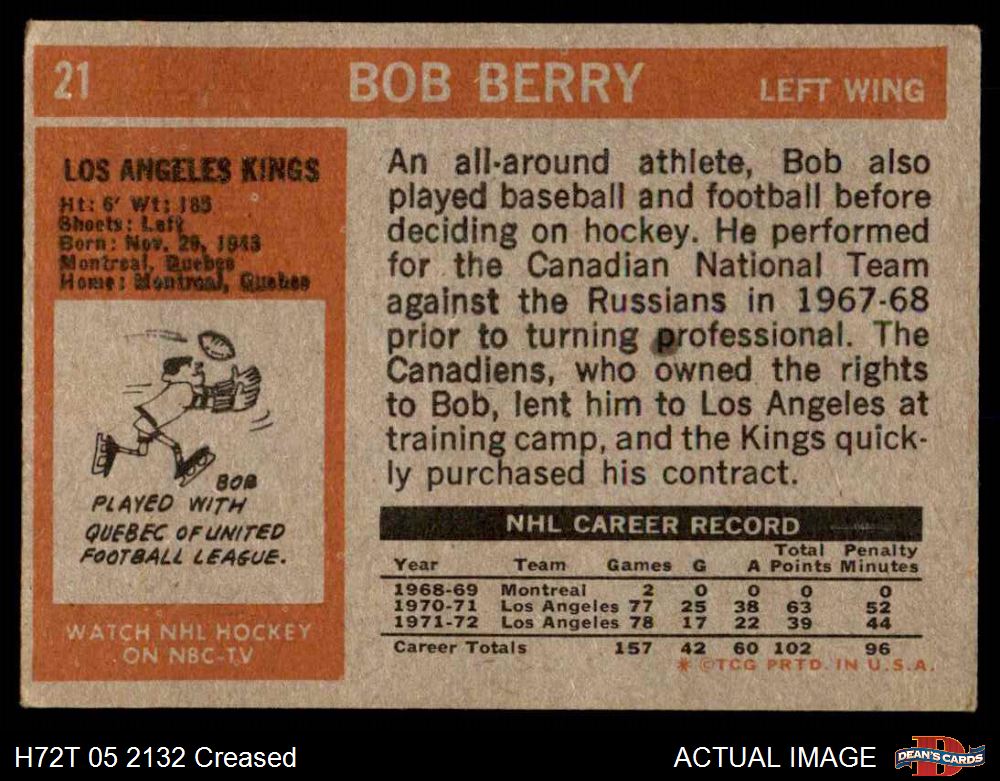 21 BOB BERRY LEFT WING
LOS ANGELES KINGS
Ht: 6' Wt: 185
Shoots: Left
Born: Nov. 29, 1943
Montreal, Quebec
Home: Montreal, Quebec
BOB
PLAYED WITH
QUEBEC OF UNITED
FOOTBALL LEAGUE.
WATCH NHL HOCKEY
ON NBC-TV
An all-around athlete, Bob also
played baseball and football before
deciding on hockey. He performed
for the Canadian National Team
against the Russians in 1967-68
prior to turning professional. The
Canadiens, who owned the rights
to Bob, lent him to Los Angeles at
training camp, and the Kings quick-
ly purchased his contract.
NHL CAREER RECORD
Year Team Games G A Total Points Penalty Minutes
1968-69 Montreal 2 0 0 0 0
1970-71 Los Angeles 77 25 38 63 52
1971-72 Los Angeles 78 17 22 39 44
Career Totals 157 42 60 102 96
* ©TCG PRTD. IN U.S.A.
H72T 05 2132 Creased
ACTUAL IMAGE
DEAN'S CARDS